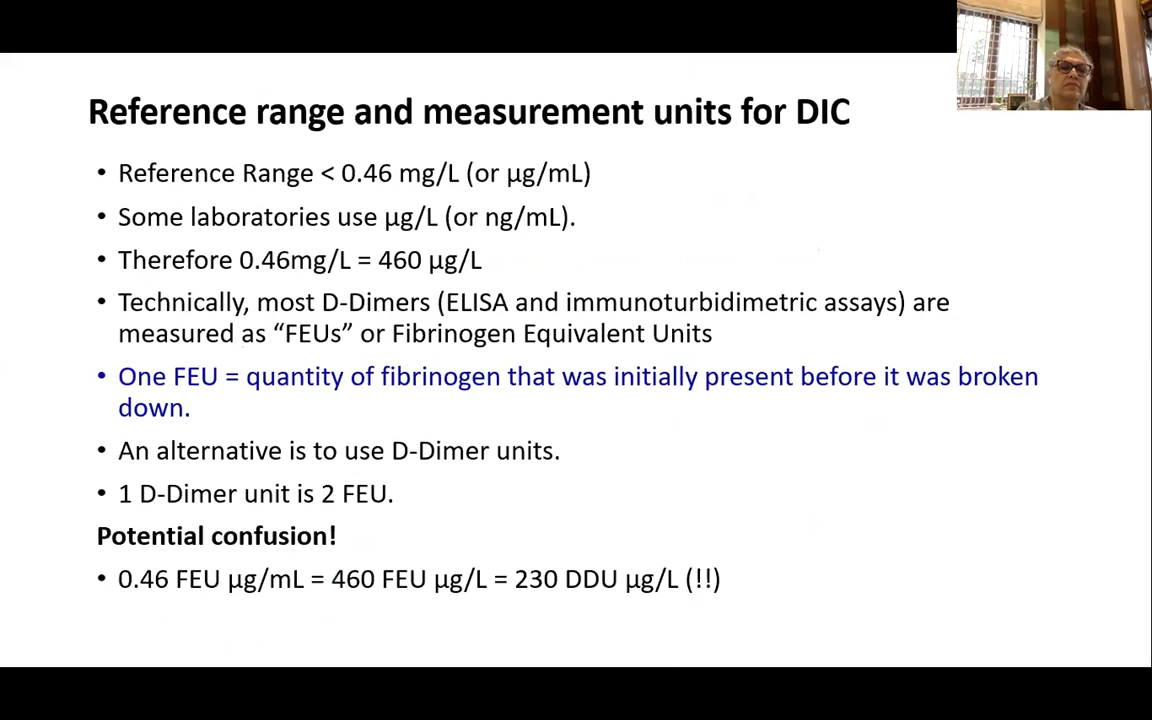 Reference range and measurement units for DIC
• Reference Range < 0.46 mg/L (or µg/mL)
• Some laboratories use µg/L (or ng/mL).
• Therefore 0.46mg/L = 460 µg/L
• Technically, most D-Dimers (ELISA and immunoturbidimetric assays) are
measured as “FEUs” or Fibrinogen Equivalent Units
• One FEU = quantity of fibrinogen that was initially present before it was broken
down.
• An alternative is to use D-Dimer units.
• 1 D-Dimer unit is 2 FEU.
Potential confusion!
• 0.46 FEU µg/mL = 460 FEU µg/L = 230 DDU µg/L (!!)